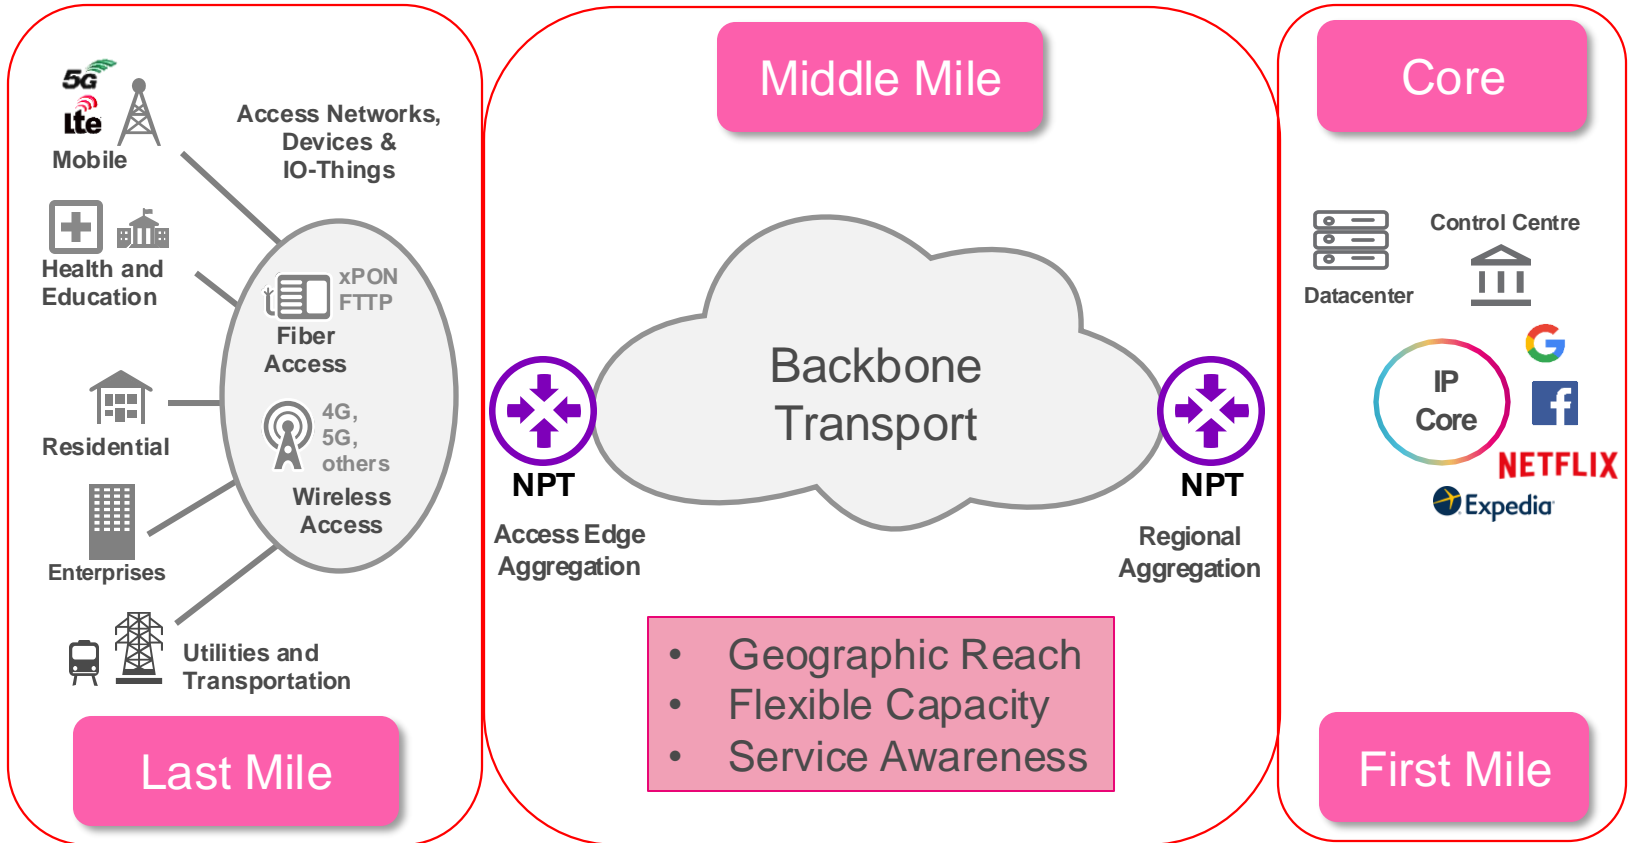 5G
Lte
Mobile
Access Networks,
Devices &
IO-Things
Health and
Education
xPON
FTTP
Fiber
Access
Residential
4G,
5G,
others
Wireless
Access
Enterprises
Utilities and
Transportation
Last Mile
Middle Mile
Backbone
Transport
NPT
Access Edge
Aggregation
NPT
Regional
Aggregation
• Geographic Reach
• Flexible Capacity
• Service Awareness
Core
Control Centre
Datacenter
G
IP
Core
f
NETFLIX
Expedia
First Mile